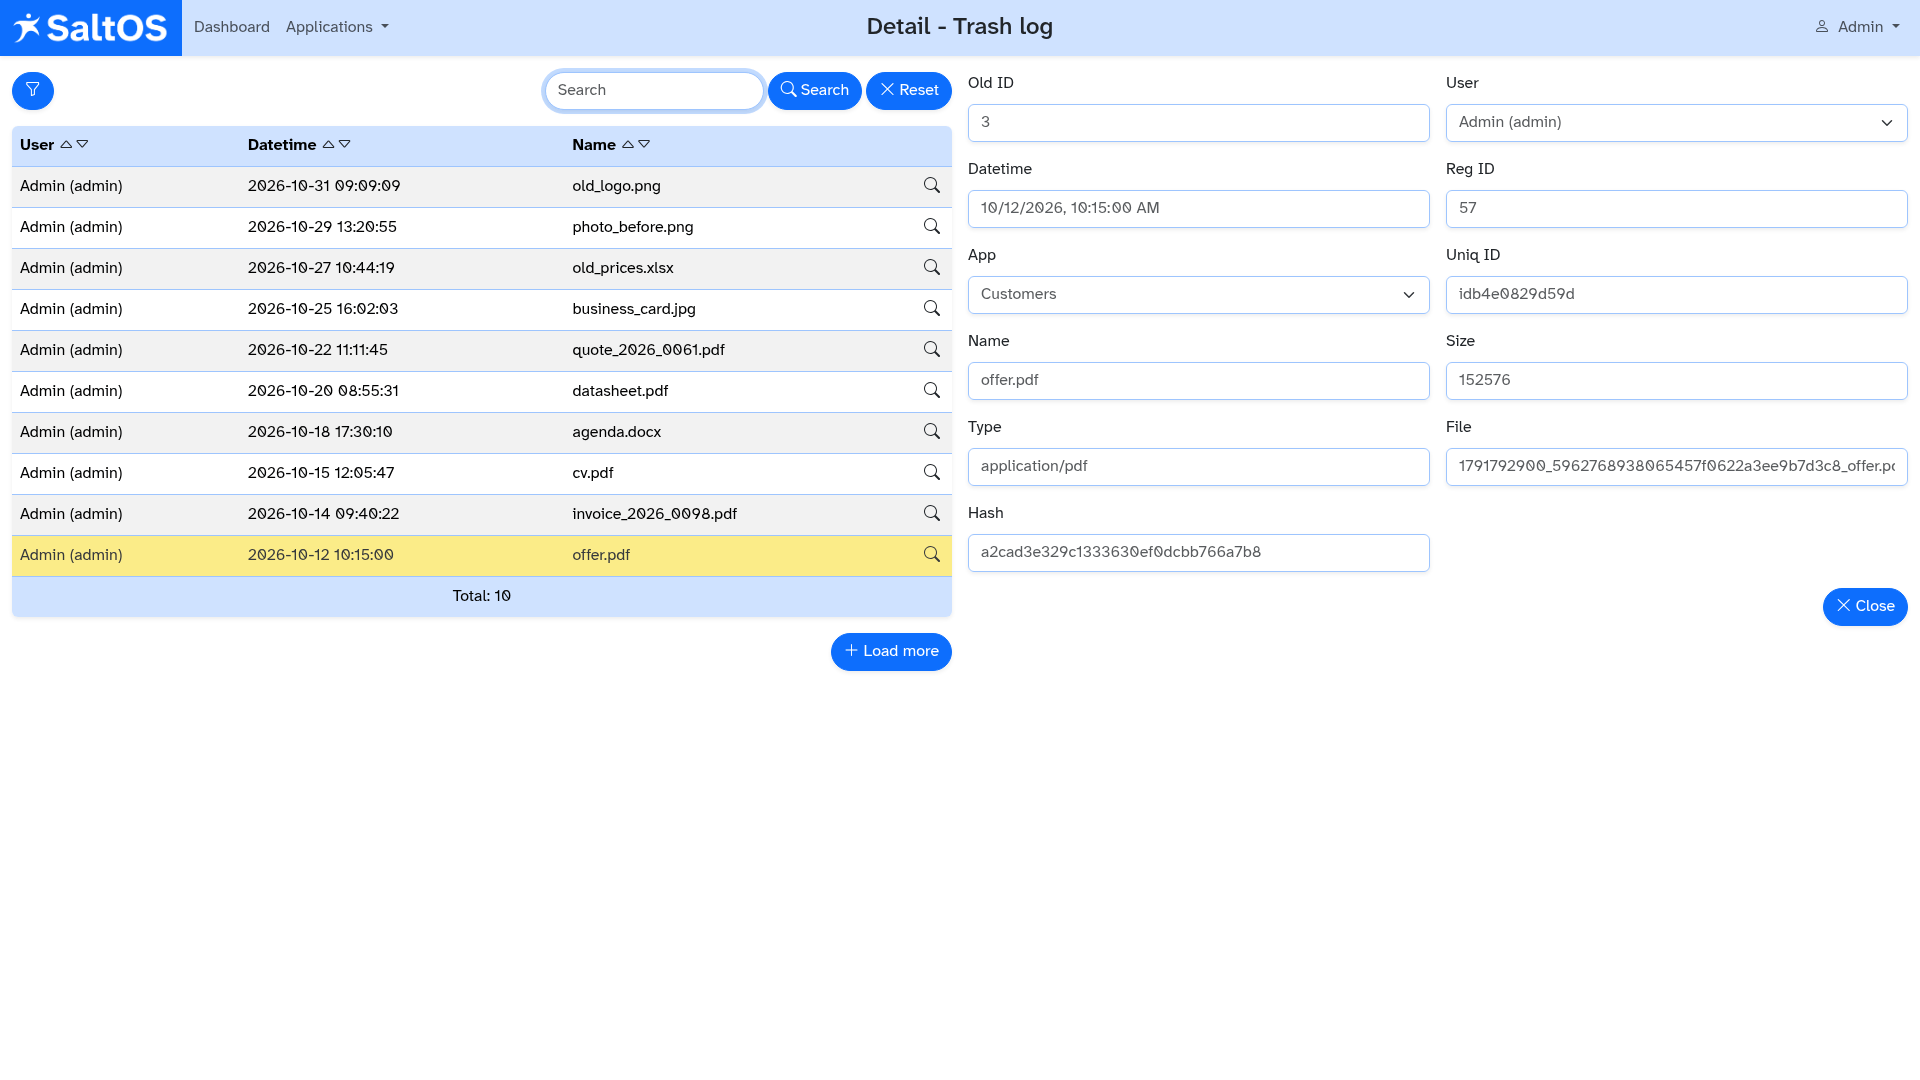 SaltOS
Dashboard Applications
Detail - Trash log
Admin
Search Search Reset
User Datetime Name
Admin (admin) 2026-10-31 09:09:09 old_logo.png
Admin (admin) 2026-10-29 13:20:55 photo_before.png
Admin (admin) 2026-10-27 10:44:19 old_prices.xlsx
Admin (admin) 2026-10-25 16:02:03 business_card.jpg
Admin (admin) 2026-10-22 11:11:45 quote_2026_0061.pdf
Admin (admin) 2026-10-20 08:55:31 datasheet.pdf
Admin (admin) 2026-10-18 17:30:10 agenda.docx
Admin (admin) 2026-10-15 12:05:47 cv.pdf
Admin (admin) 2026-10-14 09:40:22 invoice_2026_0098.pdf
Admin (admin) 2026-10-12 10:15:00 offer.pdf
Total: 10
Load more
Old ID User
3 Admin (admin)
Datetime Reg ID
10/12/2026, 10:15:00 AM 57
App Uniq ID
Customers idb4e0829d59d
Name Size
offer.pdf 152576
Type File
application/pdf 1791792900_5962768938065457f0622a3ee9b7d3c8_offer.p
Hash
a2cad3e329c1333630ef0dcbb766a7b8
Close